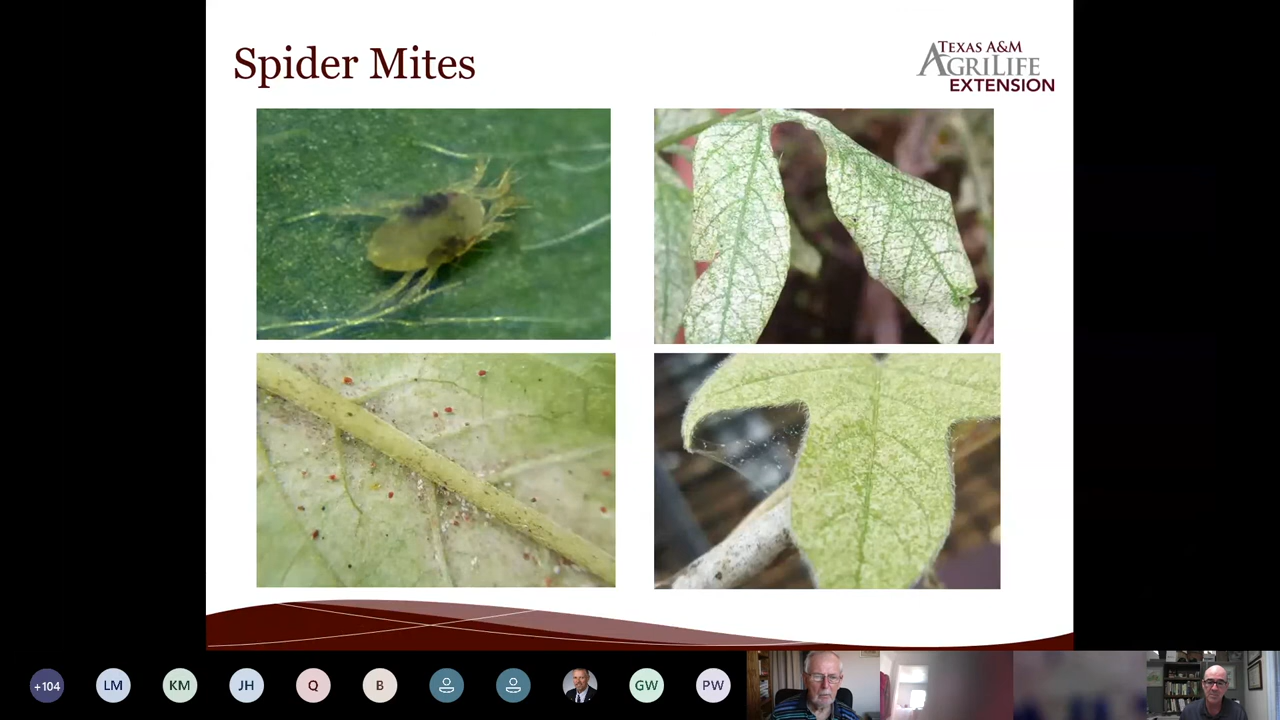 Spider Mites
TEXAS A&M
AGRILIFE
EXTENSION
+104
LM
KM
JH
Q
B
GW
PW